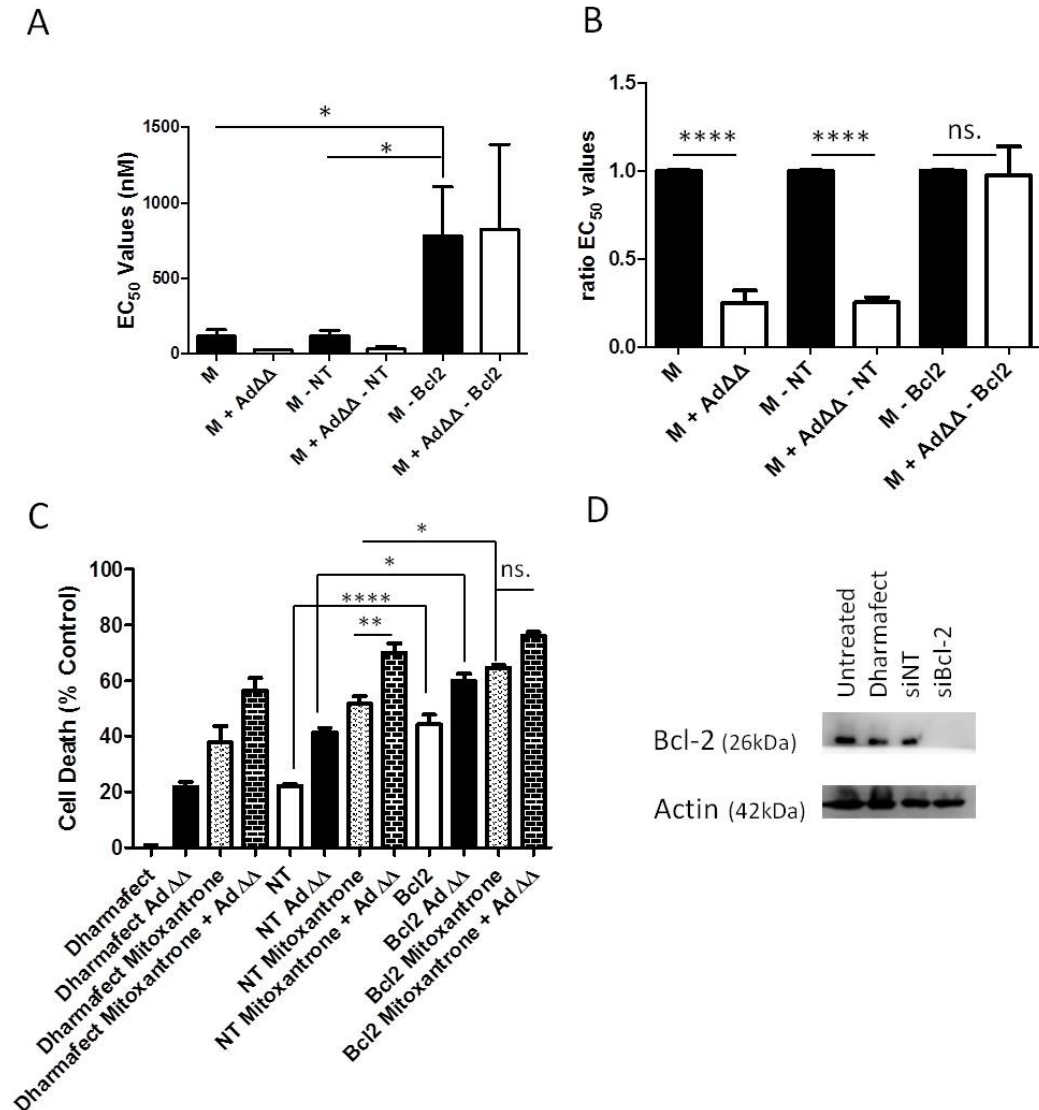 A
*
*
1500
1000
500
0
EC50 Values (nM)
M
M + AdΔΔ
M - NT
M + AdΔΔ - NT
M - Bcl2
M + AdΔΔ - Bcl2
B
****
****
ns.
1.5
1.0
0.5
0.0
ratio EC50 values
M
M + AdΔΔ
M - NT
M + AdΔΔ - NT
M - Bcl2
M + AdΔΔ - Bcl2
C
*
*
ns.
****
**
100
80
60
40
20
0
Cell Death (% Control)
Dharmafect
Dharmafect AdΔΔ
Dharmafect Mitoxantrone
Dharmafect Mitoxantrone + AdΔΔ
NT
NT AdΔΔ
NT Mitoxantrone
NT Mitoxantrone + AdΔΔ
Bcl2
Bcl2 AdΔΔ
Bcl2 Mitoxantrone
Bcl2 Mitoxantrone + AdΔΔ
D
Untreated
Dharmafect
siNT
siBcl-2
Bcl-2 (26kDa)
Actin (42kDa)